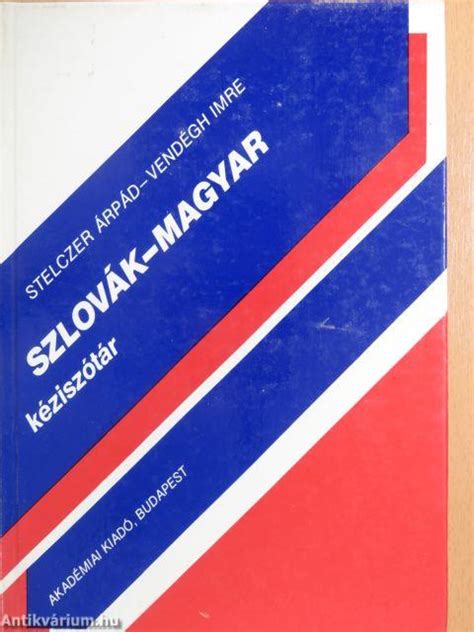 STELCZER ÁRPÁD–VENDÉGH IMRE
SZLOVÁK–MAGYAR
kéziszótár
AKADÉMIAI KIADÓ, BUDAPEST
Antikvárium.hu